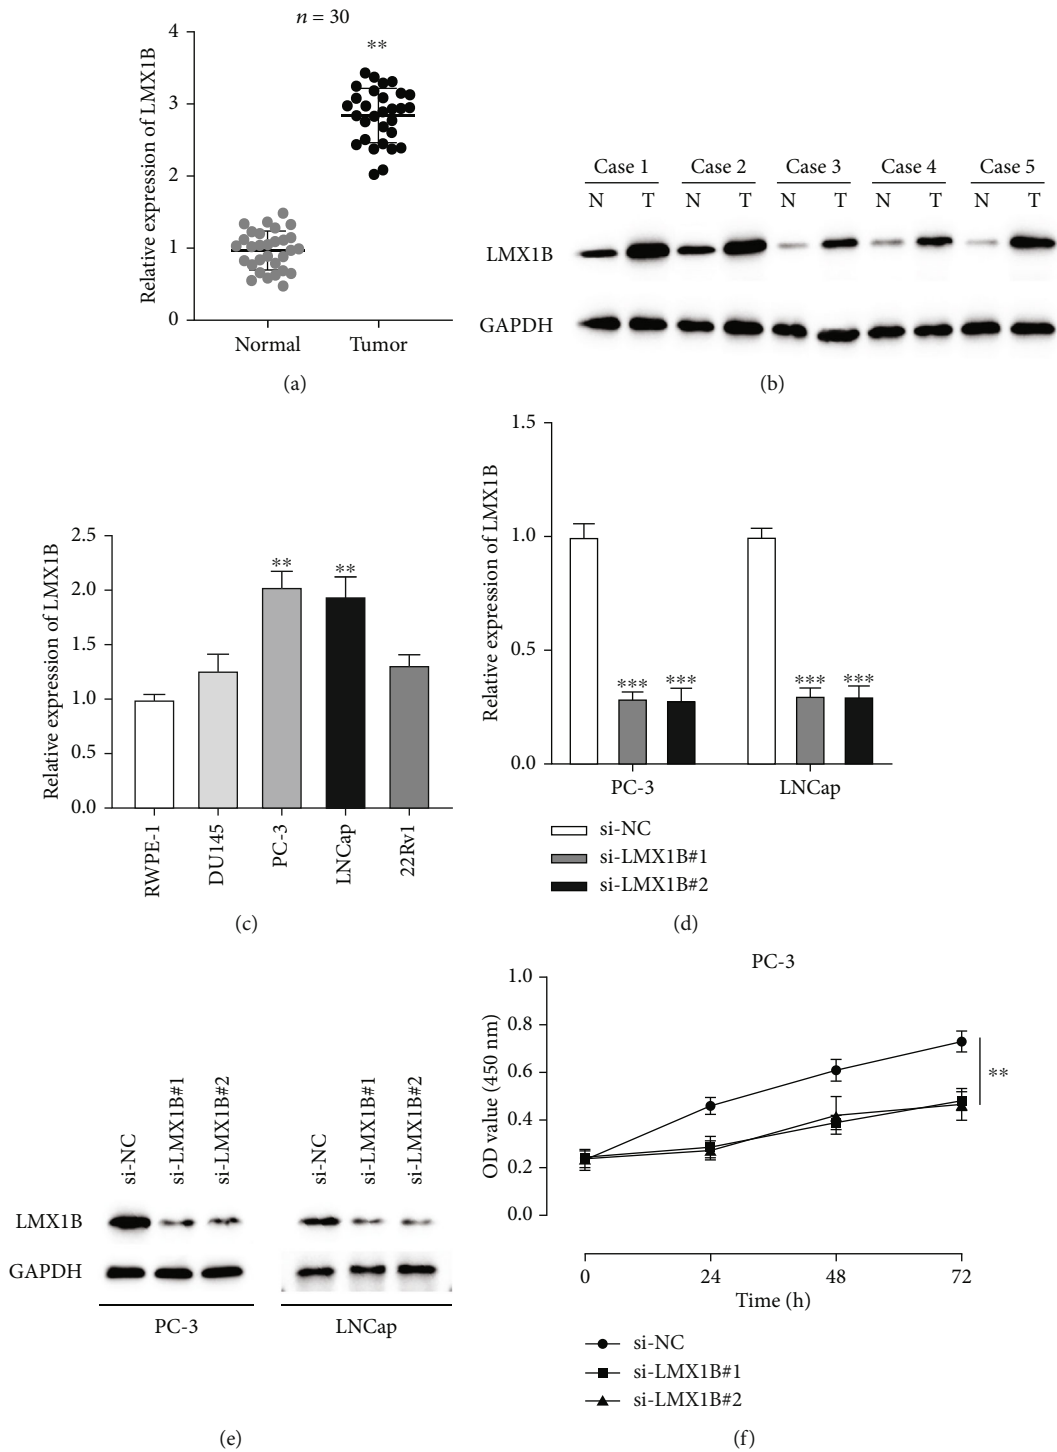 n = 30
**
Relative expression of LMX1B
4
3
2
1
0
Normal Tumor
(a)
Case 1 Case 2 Case 3 Case 4 Case 5
N T N T N T N T N T
LMX1B
GAPDH
(b)
Relative expression of LMX1B
2.5
2.0
1.5
1.0
0.5
0.0
** **
RWPE-1 DU145 PC-3 LNCap 22Rv1
(c)
Relative expression of LMX1B
1.5
1.0
0.5
0.0
*** *** *** ***
PC-3 LNCap
si-NC
si-LMX1B#1
si-LMX1B#2
(d)
si-NC si-LMX1B#1 si-LMX1B#2 si-NC si-LMX1B#1 si-LMX1B#2
LMX1B
GAPDH
PC-3 LNCap
(e)
PC-3
OD value (450 nm)
1.0
0.8
0.6
0.4
0.2
0.0
**
0 24 48 72
Time (h)
si-NC
si-LMX1B#1
si-LMX1B#2
(f)